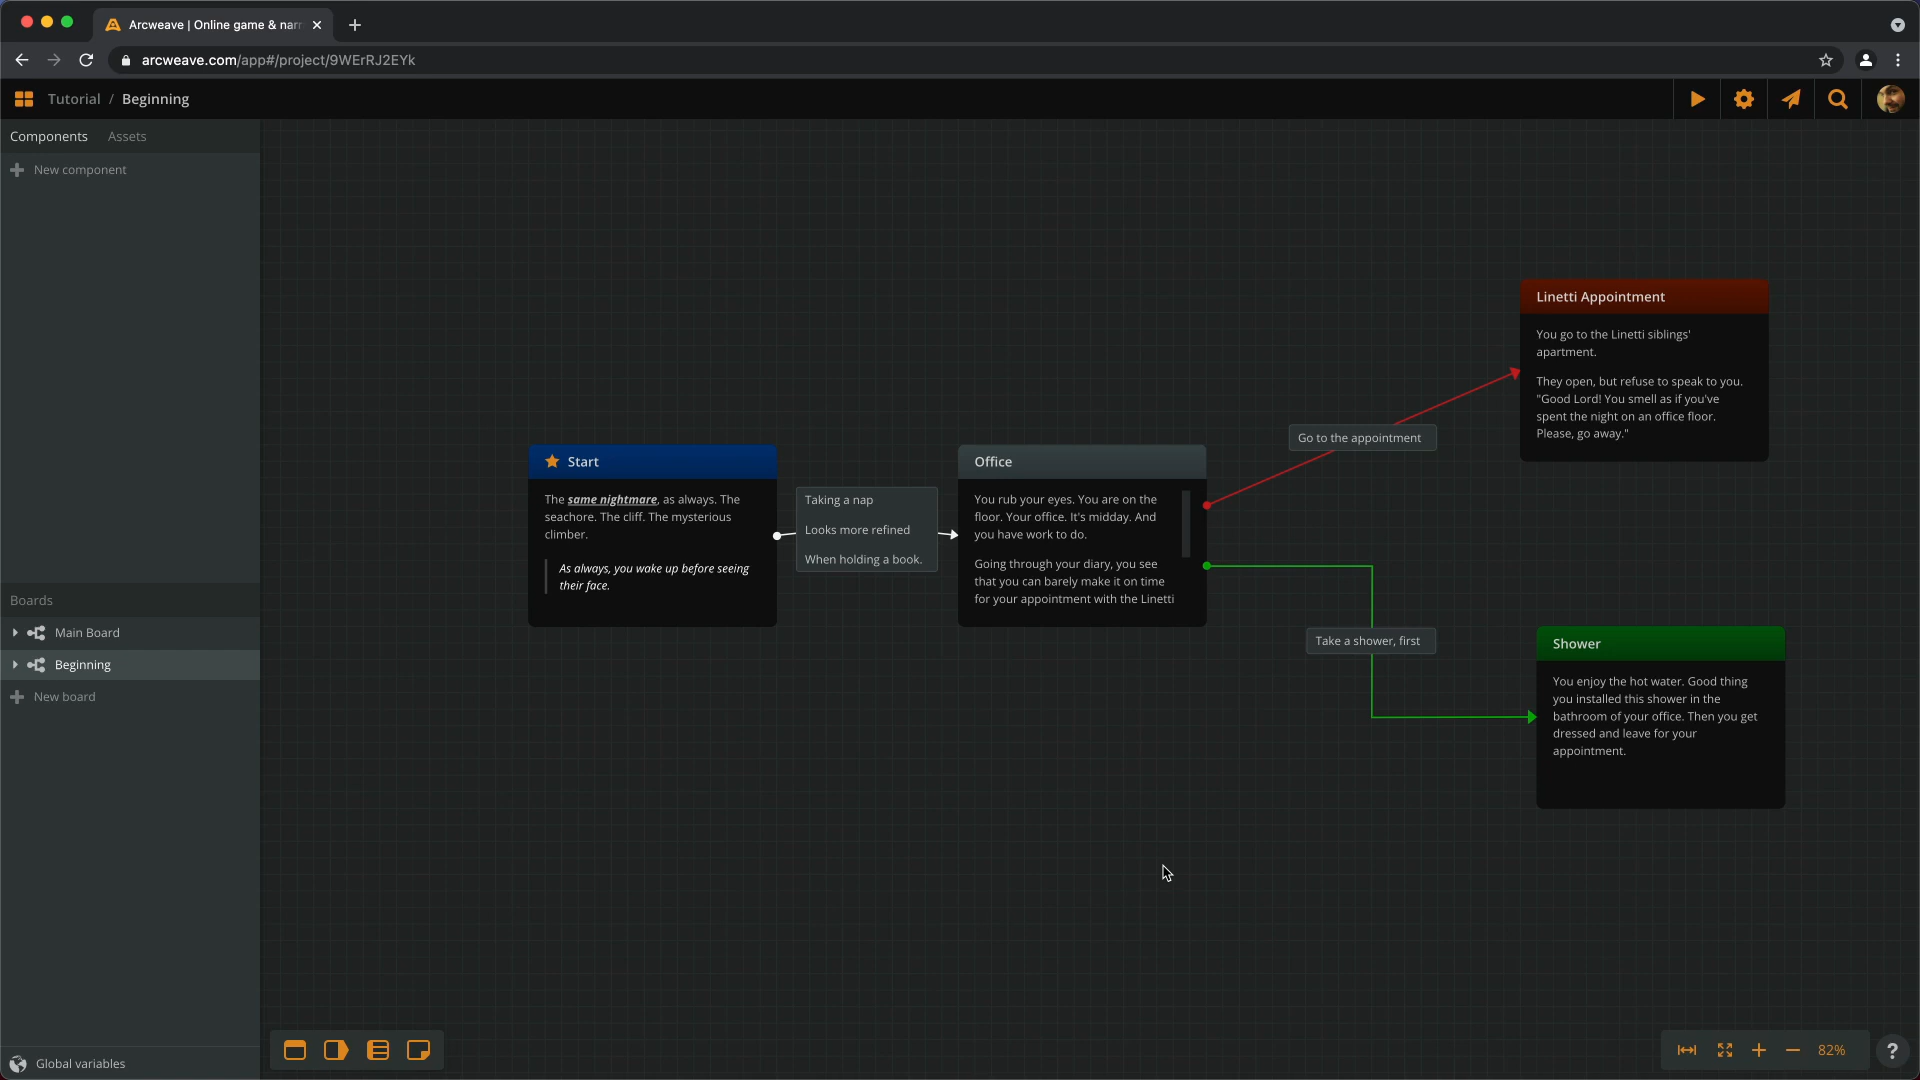 Arcweave | Online game & narr
arcweave.com/app#/project/9WErRJ2EYk
Tutorial / Beginning
Components Assets
New component
Boards
Main Board
Beginning
New board
Global variables
Start
The same nightmare, as always. The
seachore. The cliff. The mysterious
climber.
As always, you wake up before seeing
their face.
Taking a nap
Looks more refined
When holding a book.
Office
You rub your eyes. You are on the
floor. Your office. It's midday. And
you have work to do.
Going through your diary, you see
that you can barely make it on time
for your appointment with the Linetti
Go to the appointment
Take a shower, first
Linetti Appointment
You go to the Linetti siblings'
apartment.
They open, but refuse to speak to you.
"Good Lord! You smell as if you've
spent the night on an office floor.
Please, go away."
Shower
You enjoy the hot water. Good thing
you installed this shower in the
bathroom of your office. Then you get
dressed and leave for your
appointment.
82%
?